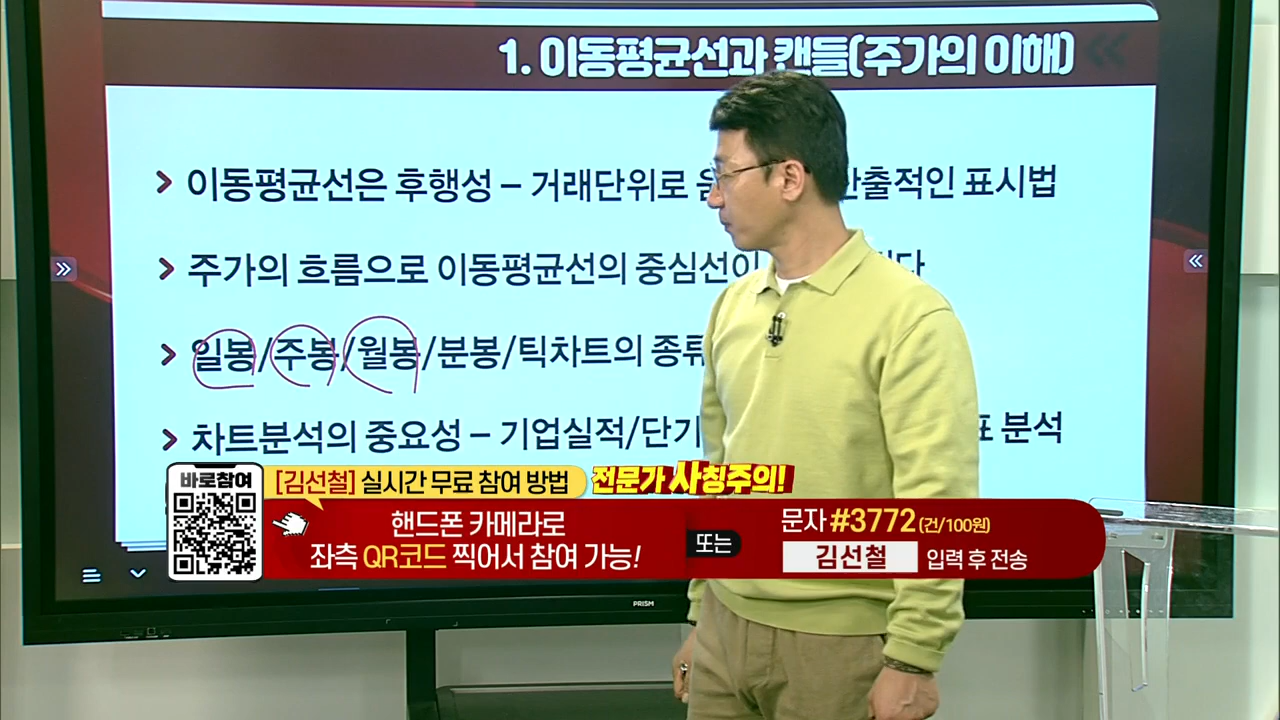 1. 이동평균선과 캔들(주가의 이해)
이동평균선은 후행성 – 거래단위로 산출적인 표시법
주가의 흐름으로 이동평균선의 중심선이
일봉/주봉/월봉/분봉/틱차트의 종류
차트분석의 중요성 – 기업실적/단기 분석
바로참여
[김선철] 실시간 무료 참여 방법
전문가 사칭주의!
핸드폰 카메라로
좌측 QR코드 찍어서 참여 가능!
또는
문자 #3772 (건/100원)
김선철 입력 후 전송
PRISM